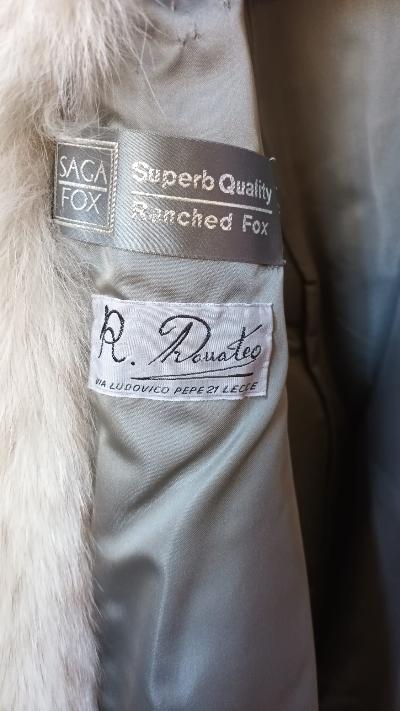 SAGA
FOX
Superb Quality
Ranched Fox
R. Donateo
VIA LUDOVICO PEPE 21 LECCE